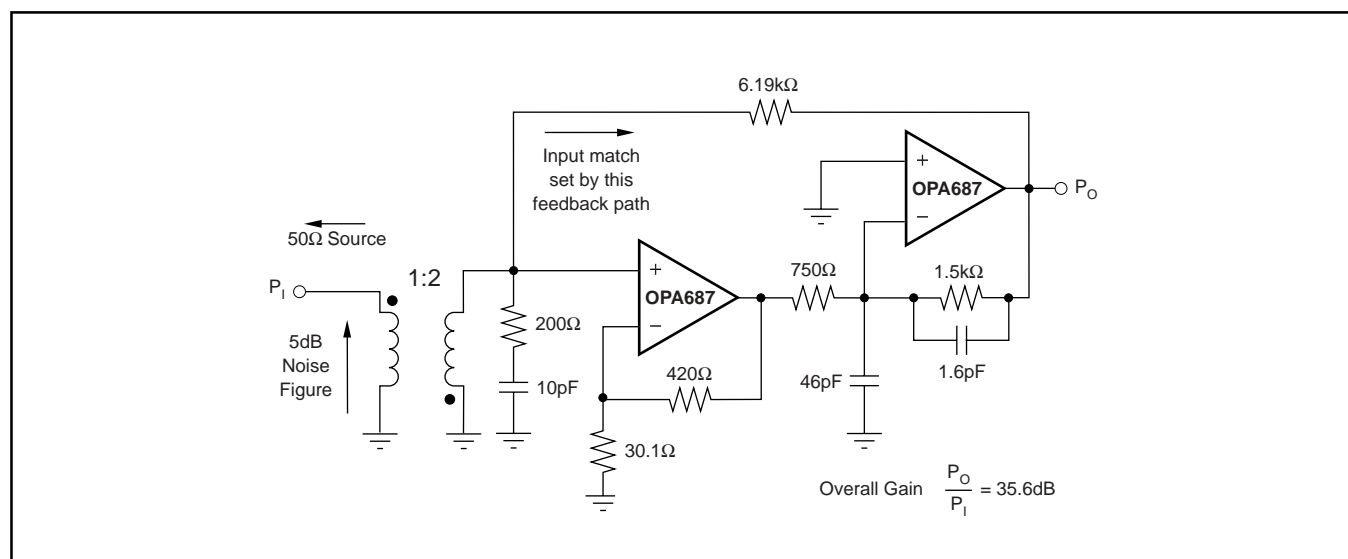 6.19kΩ
Input match
set by this
feedback path
+
OPA687
−
P_O
50Ω Source
1:2
P_I
5dB
Noise
Figure
200Ω
10pF
+
OPA687
−
750Ω
1.5kΩ
1.6pF
420Ω
46pF
30.1Ω
Overall Gain P_O/P_I = 35.6dB